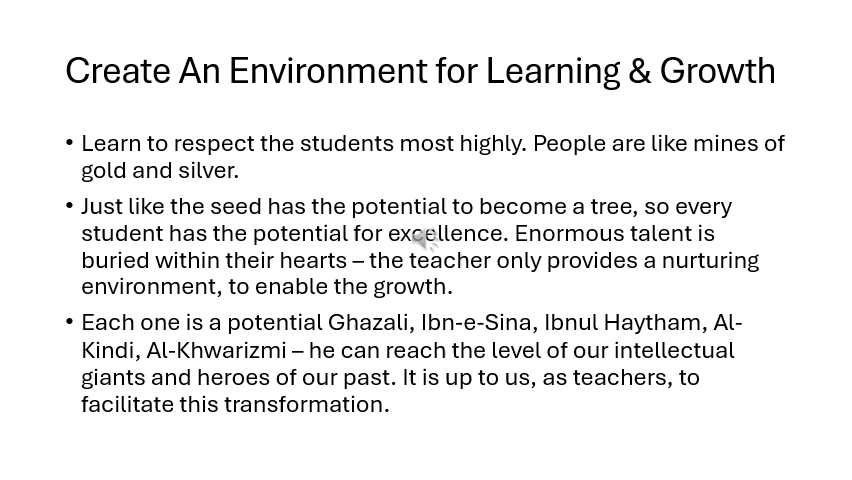 Create An Environment for Learning & Growth
• Learn to respect the students most highly. People are like mines of
gold and silver.
• Just like the seed has the potential to become a tree, so every
student has the potential for excellence. Enormous talent is
buried within their hearts – the teacher only provides a nurturing
environment, to enable the growth.
• Each one is a potential Ghazali, Ibn-e-Sina, Ibnul Haytham, Al-
Kindi, Al-Khwarizmi – he can reach the level of our intellectual
giants and heroes of our past. It is up to us, as teachers, to
facilitate this transformation.